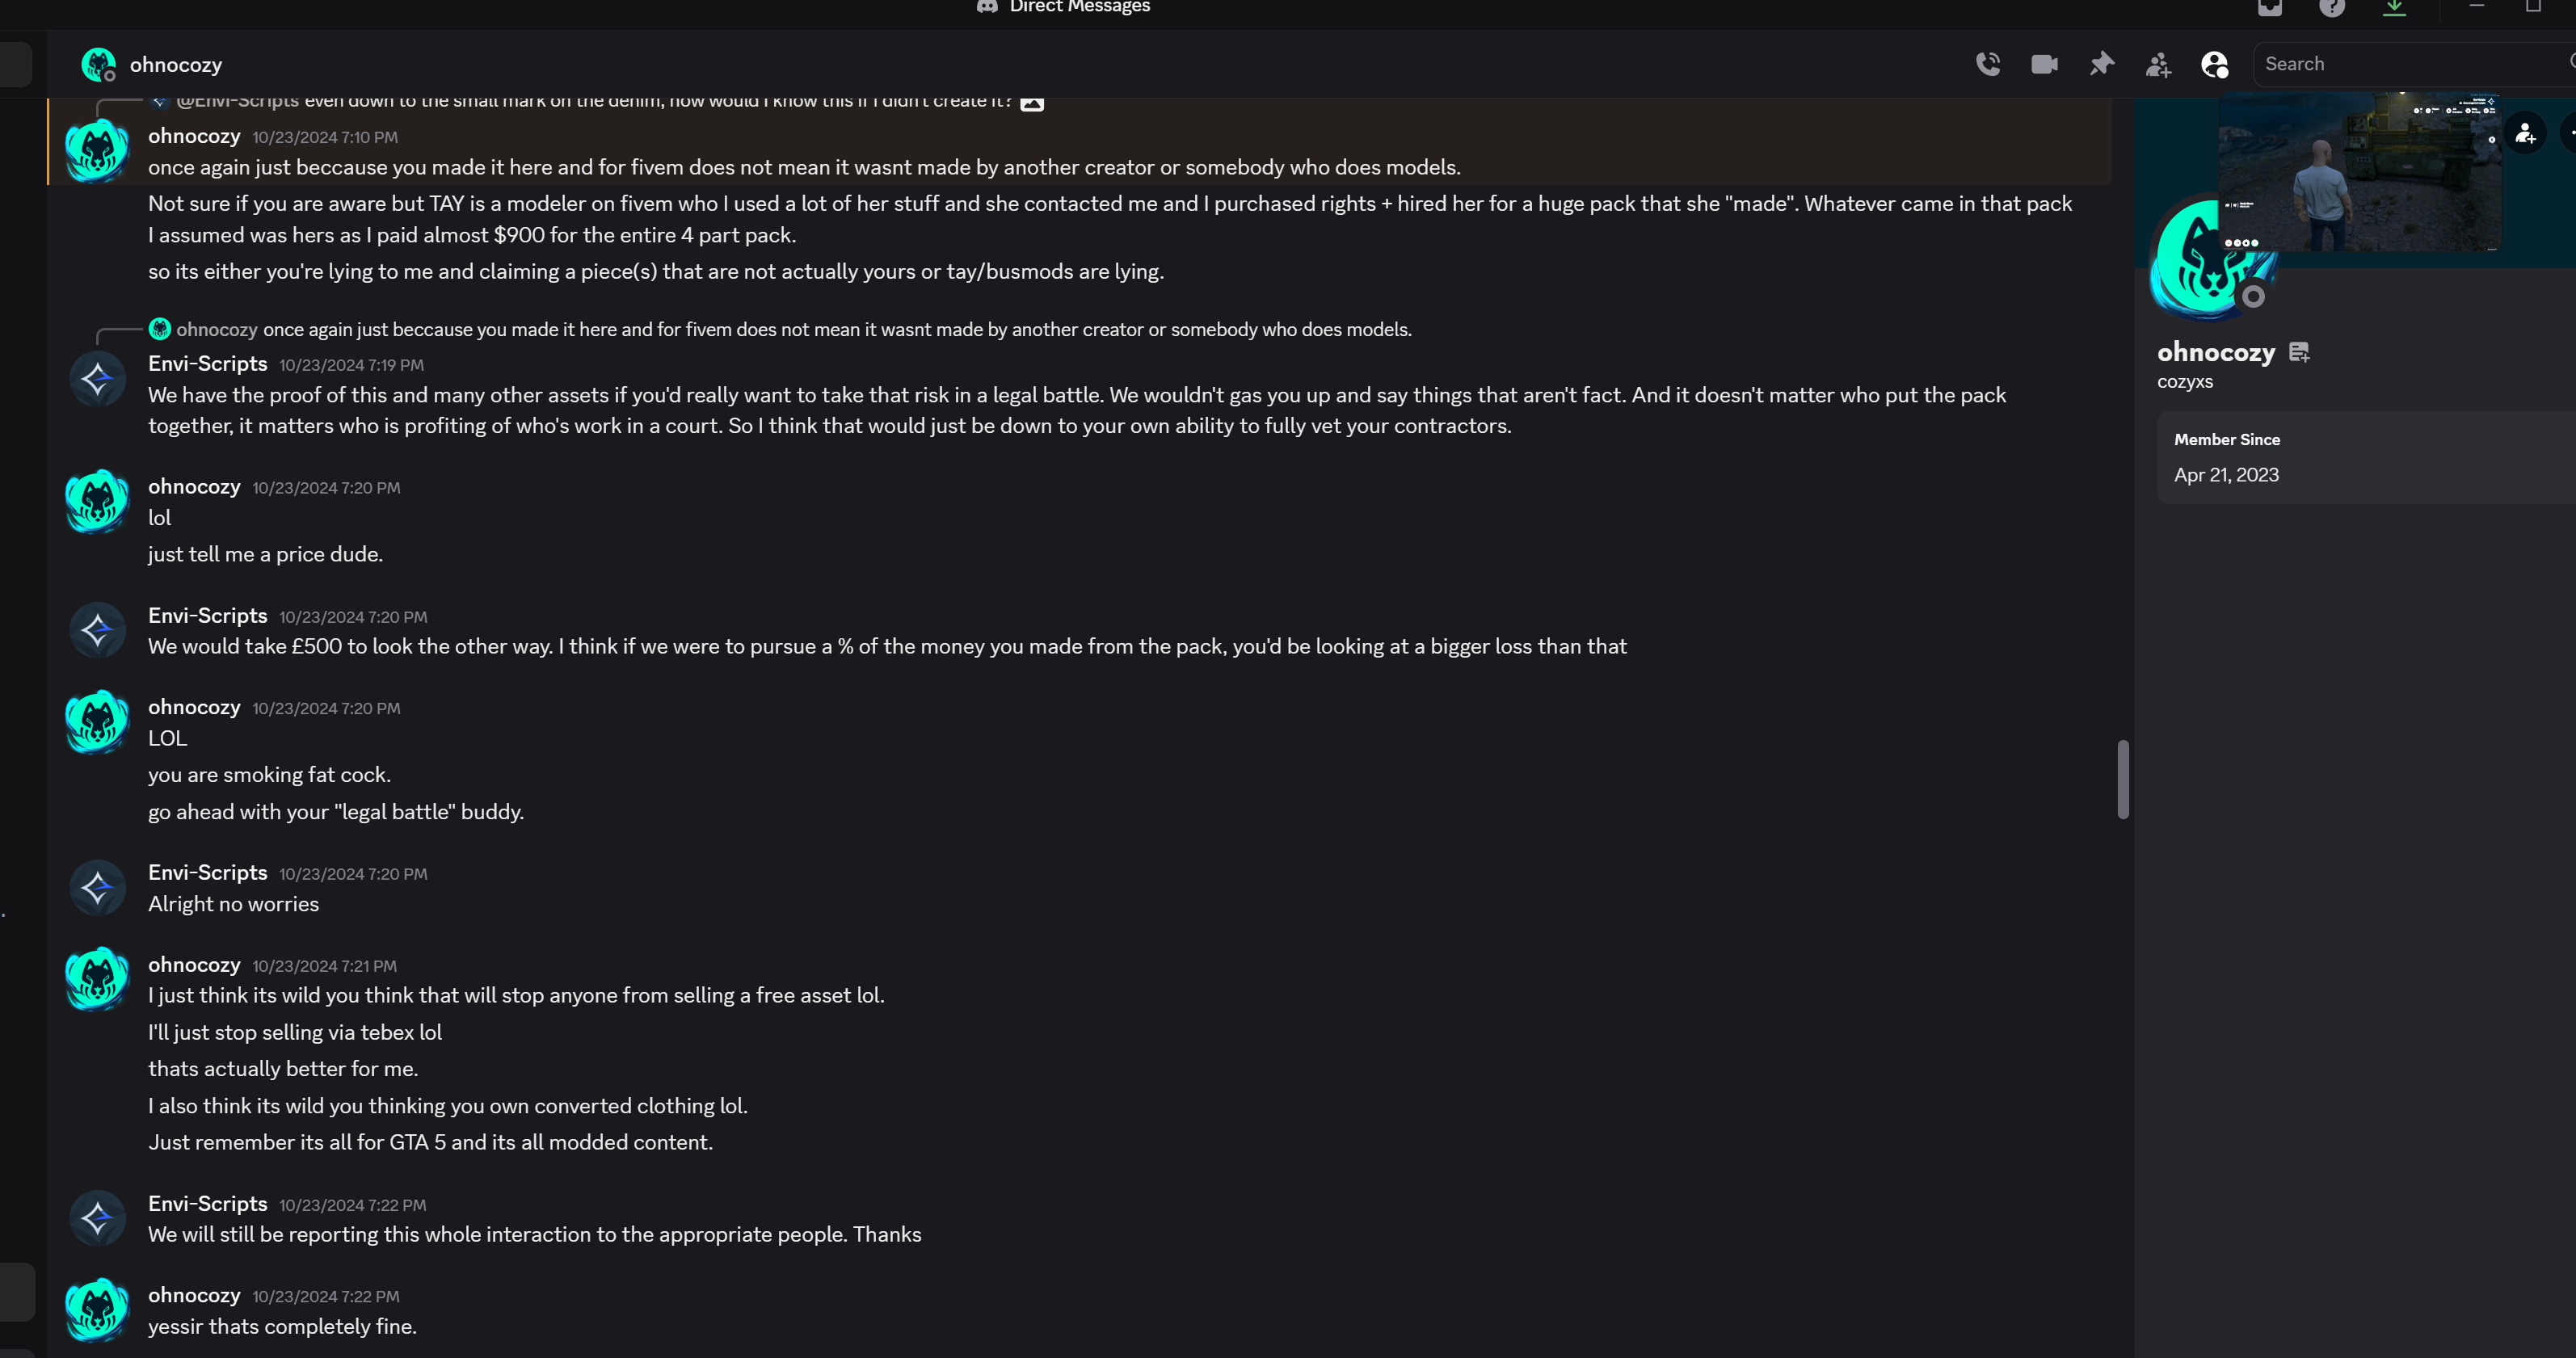 Direct Messages
ohnocozy
Search
@Envi-Scripts even down to the small mark on the denim, how would I know this if I didn't create it?
ohnocozy 10/23/2024 7:10 PM
once again just beccause you made it here and for fivem does not mean it wasnt made by another creator or somebody who does models.
Not sure if you are aware but TAY is a modeler on fivem who I used a lot of her stuff and she contacted me and I purchased rights + hired her for a huge pack that she "made". Whatever came in that pack
I assumed was hers as I paid almost $900 for the entire 4 part pack.
so its either you're lying to me and claiming a piece(s) that are not actually yours or tay/busmods are lying.
ohnocozy once again just beccause you made it here and for fivem does not mean it wasnt made by another creator or somebody who does models.
Envi-Scripts 10/23/2024 7:19 PM
We have the proof of this and many other assets if you'd really want to take that risk in a legal battle. We wouldn't gas you up and say things that aren't fact. And it doesn't matter who put the pack
together, it matters who is profiting of who's work in a court. So I think that would just be down to your own ability to fully vet your contractors.
ohnocozy 10/23/2024 7:20 PM
lol
just tell me a price dude.
Envi-Scripts 10/23/2024 7:20 PM
We would take £500 to look the other way. I think if we were to pursue a % of the money you made from the pack, you'd be looking at a bigger loss than that
ohnocozy 10/23/2024 7:20 PM
LOL
you are smoking fat cock.
go ahead with your "legal battle" buddy.
Envi-Scripts 10/23/2024 7:20 PM
Alright no worries
ohnocozy 10/23/2024 7:21 PM
I just think its wild you think that will stop anyone from selling a free asset lol.
I'll just stop selling via tebex lol
thats actually better for me.
I also think its wild you thinking you own converted clothing lol.
Just remember its all for GTA 5 and its all modded content.
Envi-Scripts 10/23/2024 7:22 PM
We will still be reporting this whole interaction to the appropriate people. Thanks
ohnocozy 10/23/2024 7:22 PM
yessir thats completely fine.
ohnocozy
cozyxs
Member Since
Apr 21, 2023